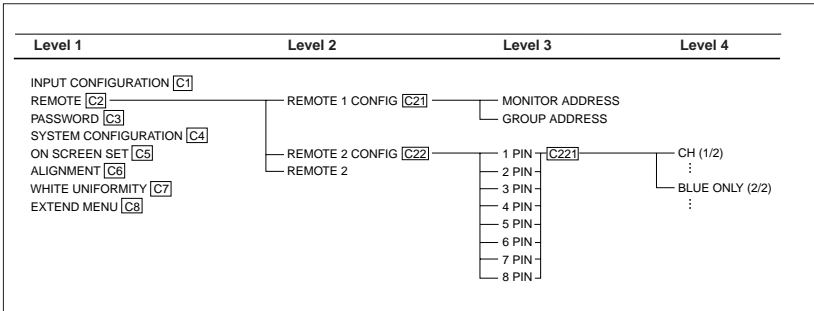 Level 1 Level 2 Level 3 Level 4
INPUT CONFIGURATION C1
REMOTE C2 REMOTE 1 CONFIG C21 MONITOR ADDRESS
PASSWORD C3 GROUP ADDRESS
SYSTEM CONFIGURATION C4
ON SCREEN SET C5 REMOTE 2 CONFIG C22 1 PIN C221 CH (1/2)
ALIGNMENT C6 REMOTE 2 2 PIN
WHITE UNIFORMITY C7 3 PIN BLUE ONLY (2/2)
EXTEND MENU C8 4 PIN
5 PIN
6 PIN
7 PIN
8 PIN